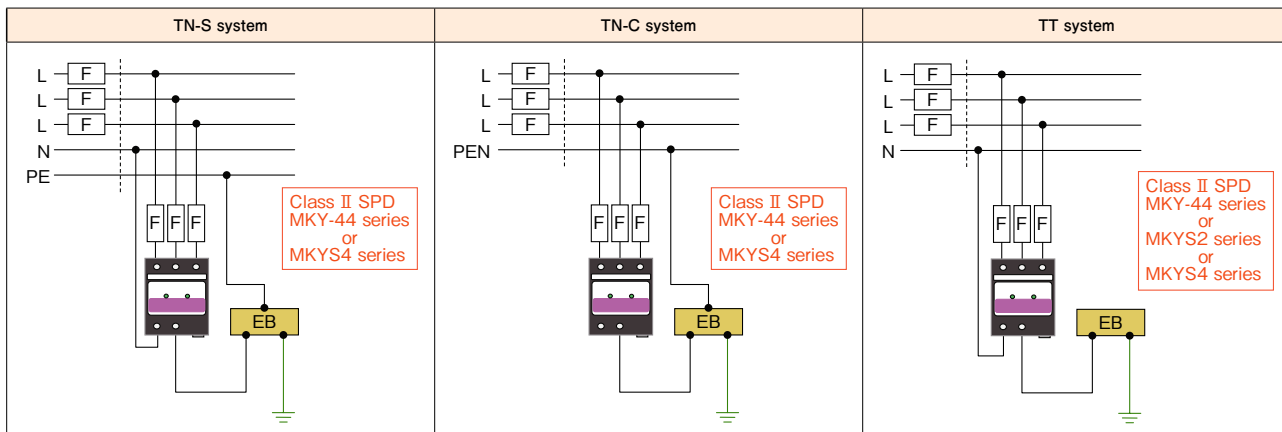 TN-S system
L F
L F
L F
N
PE
F F F
Class Ⅱ SPD
MKY-44 series
or
MKYS4 series
EB
TN-C system
L F
L F
L F
PEN
F F F
Class Ⅱ SPD
MKY-44 series
or
MKYS4 series
EB
TT system
L F
L F
L F
N
F F F
Class Ⅱ SPD
MKY-44 series
or
MKYS2 series
or
MKYS4 series
EB